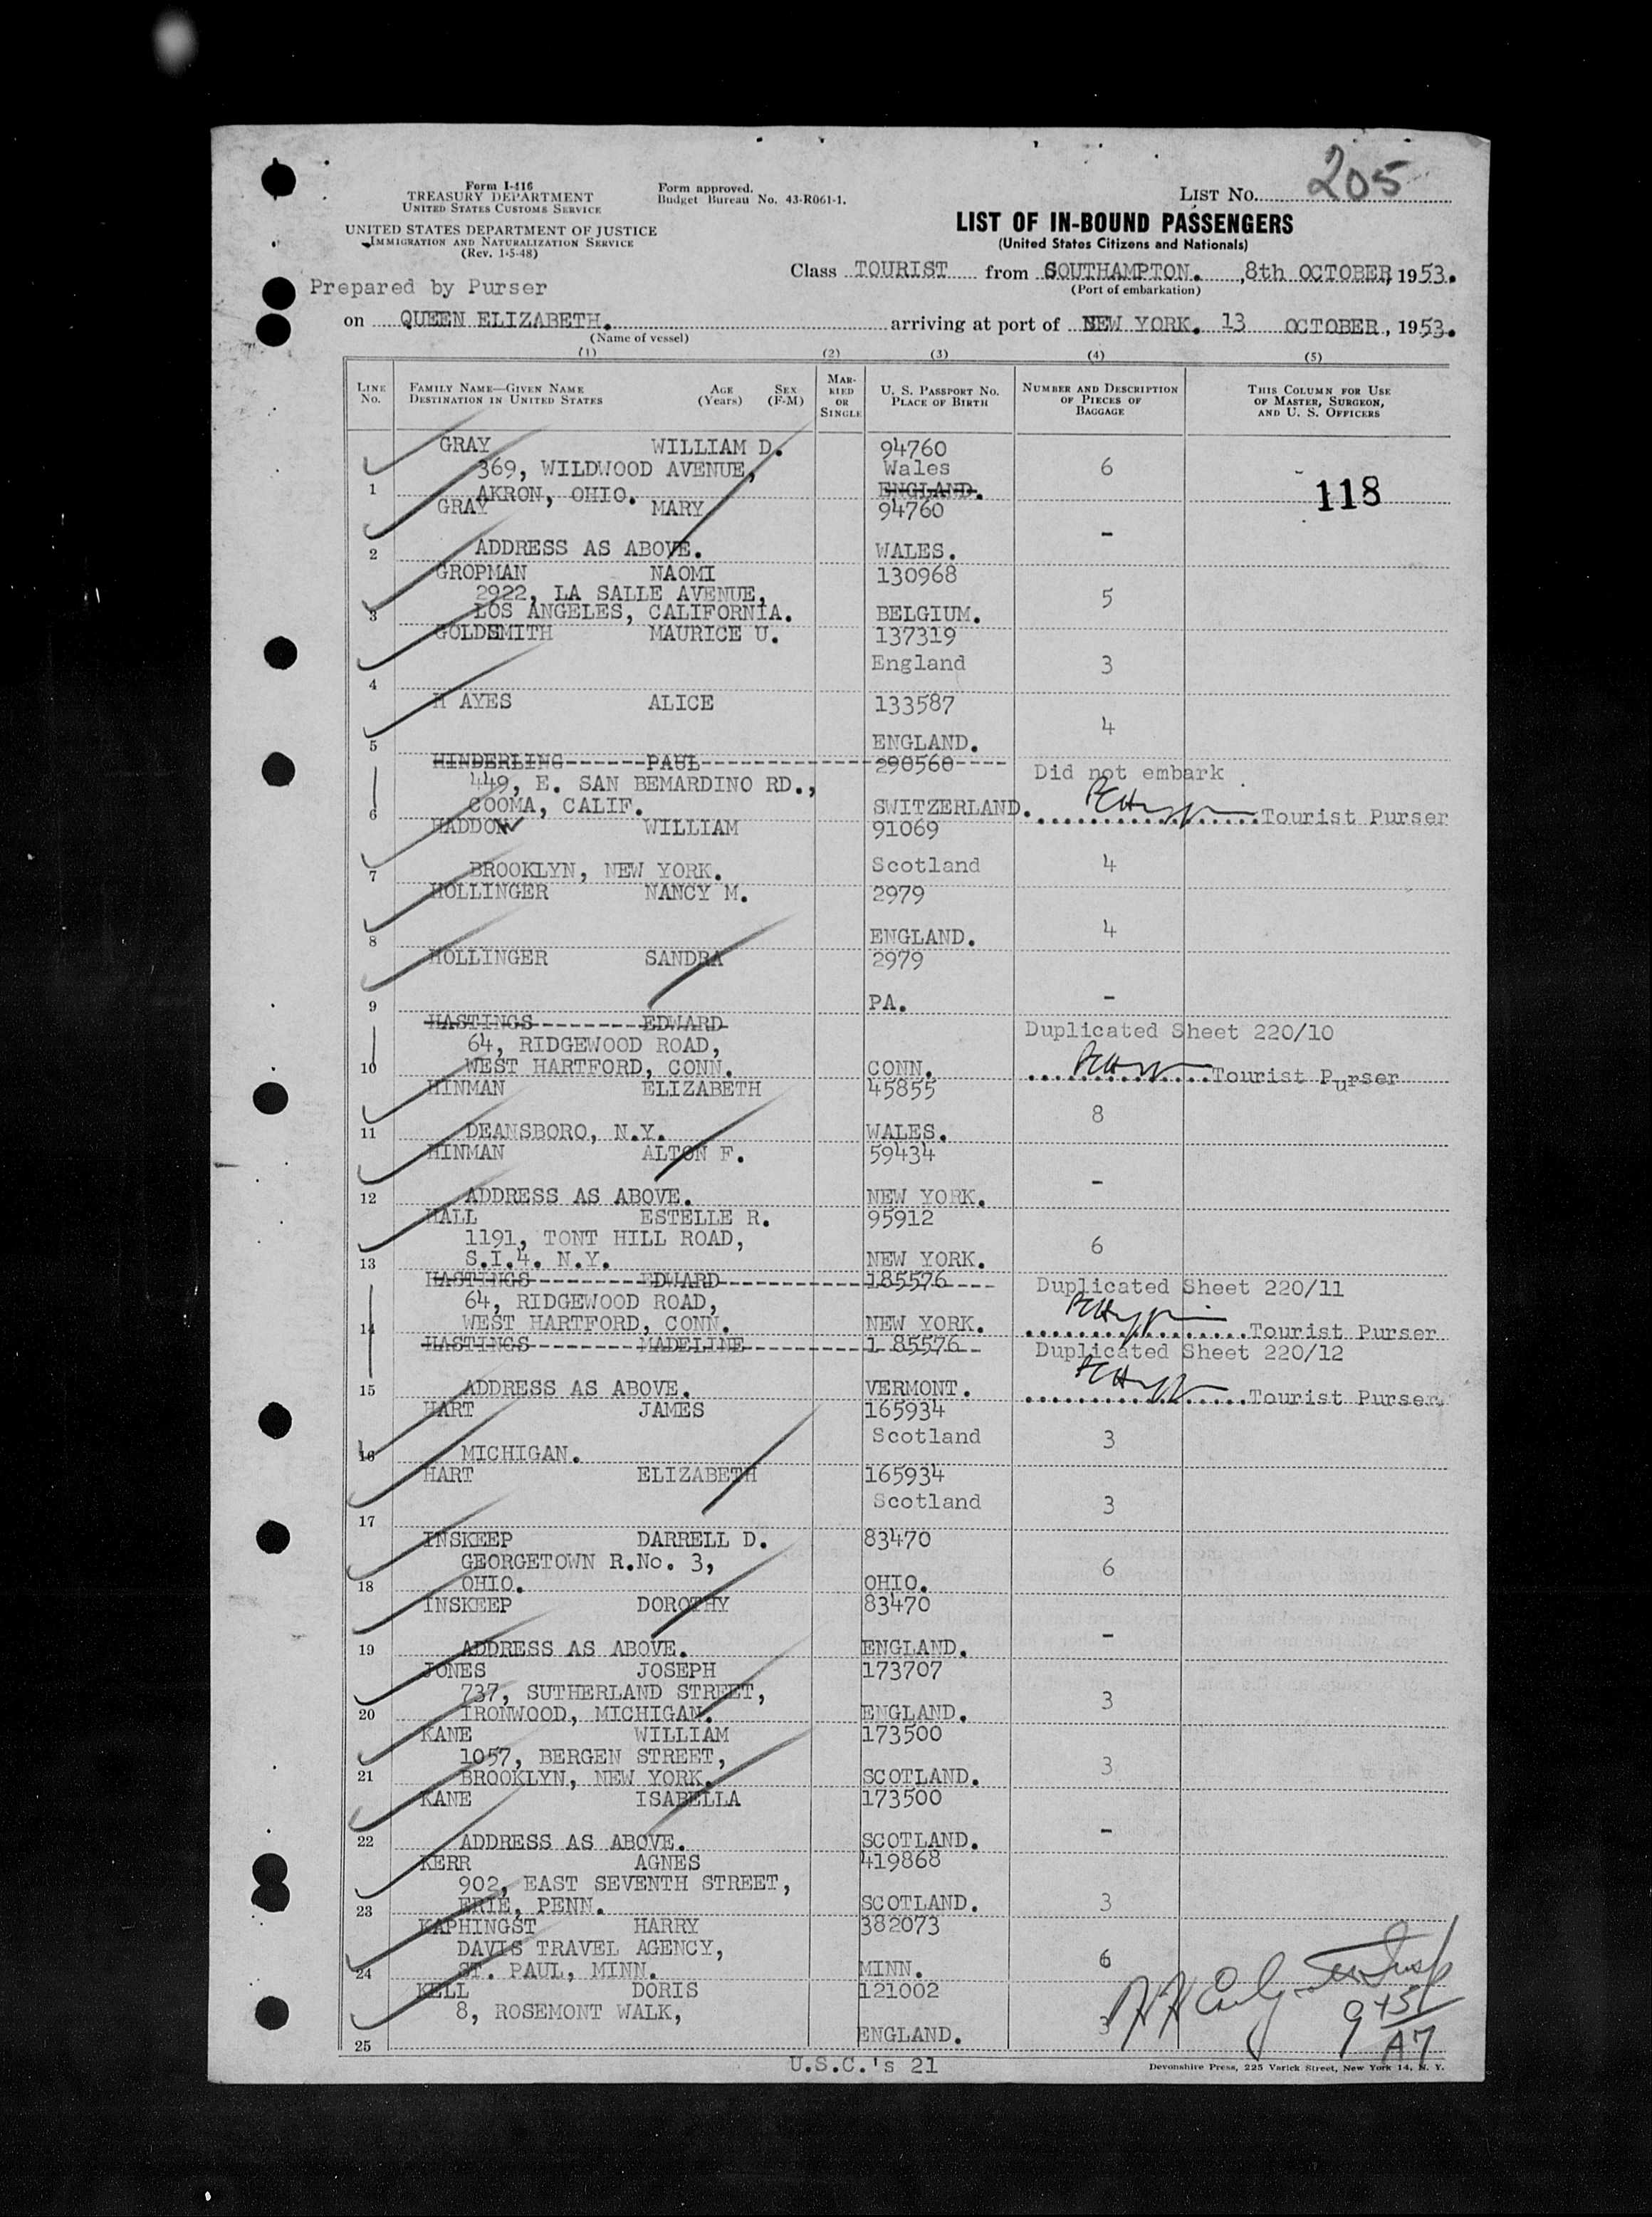 205
Form I-416
TREASURY DEPARTMENT
UNITED STATES CUSTOMS SERVICE
Form approved.
Budget Bureau No. 43-R061-1.
LIST No.
UNITED STATES DEPARTMENT OF JUSTICE
IMMIGRATION AND NATURALIZATION SERVICE
(Rev. 1-5-48)
LIST OF IN-BOUND PASSENGERS
(United States Citizens and Nationals)
Class TOURIST from SOUTHAMPTON. , 8th OCTOBER, 1953.
(Port of embarkation)
Prepared by Purser
on QUEEN ELIZABETH. arriving at port of NEW YORK. 13 OCTOBER, 1953.
(Name of vessel)
(1) (2) (3) (4) (5)
LINE No. FAMILY NAME—GIVEN NAME DESTINATION IN UNITED STATES AGE (Years) SEX (F-M) MARRIED OR SINGLE U. S. PASSPORT No. PLACE OF BIRTH NUMBER AND DESCRIPTION OF PIECES OF BAGGAGE THIS COLUMN FOR USE OF MASTER, SURGEON, AND U. S. OFFICERS
GRAY WILLIAM D. 94760
369, WILDWOOD AVENUE, Wales 6
1 AKRON, OHIO. ENGLAND. 118
GRAY MARY 94760
-
2 ADDRESS AS ABOVE. WALES.
GROPMAN NAOMI 130968
2922, LA SALLE AVENUE, 5
3 LOS ANGELES, CALIFORNIA. BELGIUM.
GOLDSMITH MAURICE U. 137319
England 3
4
H AYES ALICE 133587
4
5 ENGLAND.
HINDERLING PAUL 290560 Did not embark
449, E. SAN BEMARDINO RD.,
6 COOMA, CALIF. SWITZERLAND. Tourist Purser
HADDOW WILLIAM 91069
Scotland 4
7 BROOKLYN, NEW YORK.
HOLLINGER NANCY M. 2979
4
8 ENGLAND.
HOLLINGER SANDRA 2979
9 PA. -
HASTINGS EDWARD Duplicated Sheet 220/10
64, RIDGEWOOD ROAD,
10 WEST HARTFORD, CONN. CONN. Tourist Purser
HINMAN ELIZABETH 45855
8
11 DEANSBORO, N.Y. WALES.
HINMAN ALTON F. 59434
-
12 ADDRESS AS ABOVE. NEW YORK.
HALL ESTELLE R. 95912
1191, TONT HILL ROAD, 6
13 S.I.4. N.Y. NEW YORK.
HASTINGS EDWARD 185576 Duplicated Sheet 220/11
64, RIDGEWOOD ROAD,
14 WEST HARTFORD, CONN. NEW YORK. Tourist Purser
HASTINGS MADELINE 1 85576 Duplicated Sheet 220/12
15 ADDRESS AS ABOVE. VERMONT. Tourist Purser.
HART JAMES 165934
Scotland 3
16 MICHIGAN.
HART ELIZABETH 165934
Scotland 3
17
INSKEEP DARRELL D. 83470
GEORGETOWN R.No. 3, 6
18 OHIO. OHIO.
INSKEEP DOROTHY 83470
-
19 ADDRESS AS ABOVE. ENGLAND.
JONES JOSEPH 173707
737, SUTHERLAND STREET, 3
20 IRONWOOD, MICHIGAN. ENGLAND.
KANE WILLIAM 173500
1057, BERGEN STREET, 3
21 BROOKLYN, NEW YORK. SCOTLAND.
KANE ISABELLA 173500
-
22 ADDRESS AS ABOVE. SCOTLAND.
KERR AGNES 419868
902, EAST SEVENTH STREET,
23 ERIE, PENN. SCOTLAND. 3
KAPHINGST HARRY 382073
DAVIS TRAVEL AGENCY, 6
24 ST. PAUL, MINN. MINN.
KELL DORIS 121002
8, ROSEMONT WALK, 3
25 ENGLAND.
945
A7
U.S.C.'s 21
Devonshire Press, 225 Varick Street, New York 14, N. Y.